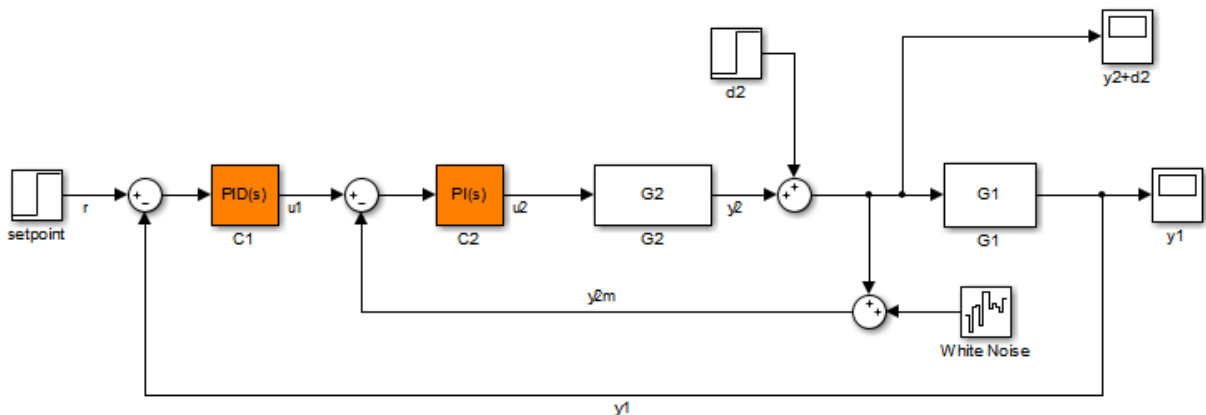 d2
y2+d2
PID(s)
PI(s)
G2
G1
r
u1
u2
y2
setpoint
C1
C2
G2
G1
y1
y2m
White Noise
y1